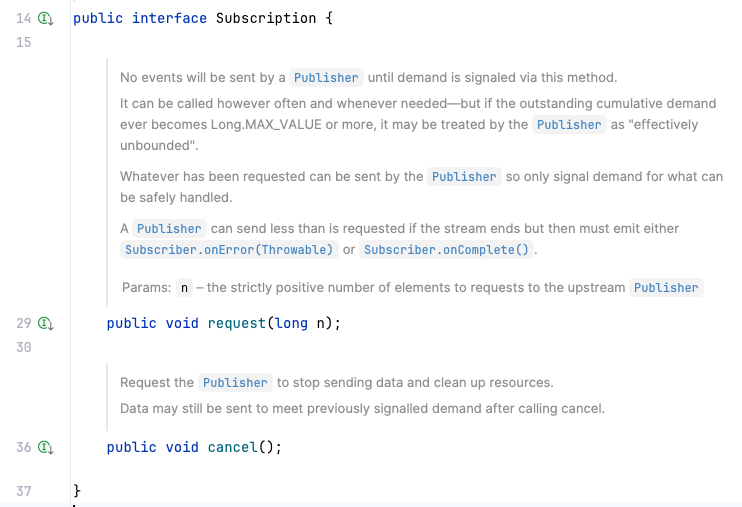 14 public interface Subscription {
15
No events will be sent by a Publisher until demand is signaled via this method.
It can be called however often and whenever needed—but if the outstanding cumulative demand
ever becomes Long.MAX_VALUE or more, it may be treated by the Publisher as "effectively
unbounded".
Whatever has been requested can be sent by the Publisher so only signal demand for what can
be safely handled.
A Publisher can send less than is requested if the stream ends but then must emit either
Subscriber.onError(Throwable) or Subscriber.onComplete().
Params: n – the strictly positive number of elements to requests to the upstream Publisher
29 public void request(long n);
30
Request the Publisher to stop sending data and clean up resources.
Data may still be sent to meet previously signalled demand after calling cancel.
36 public void cancel();
37 }